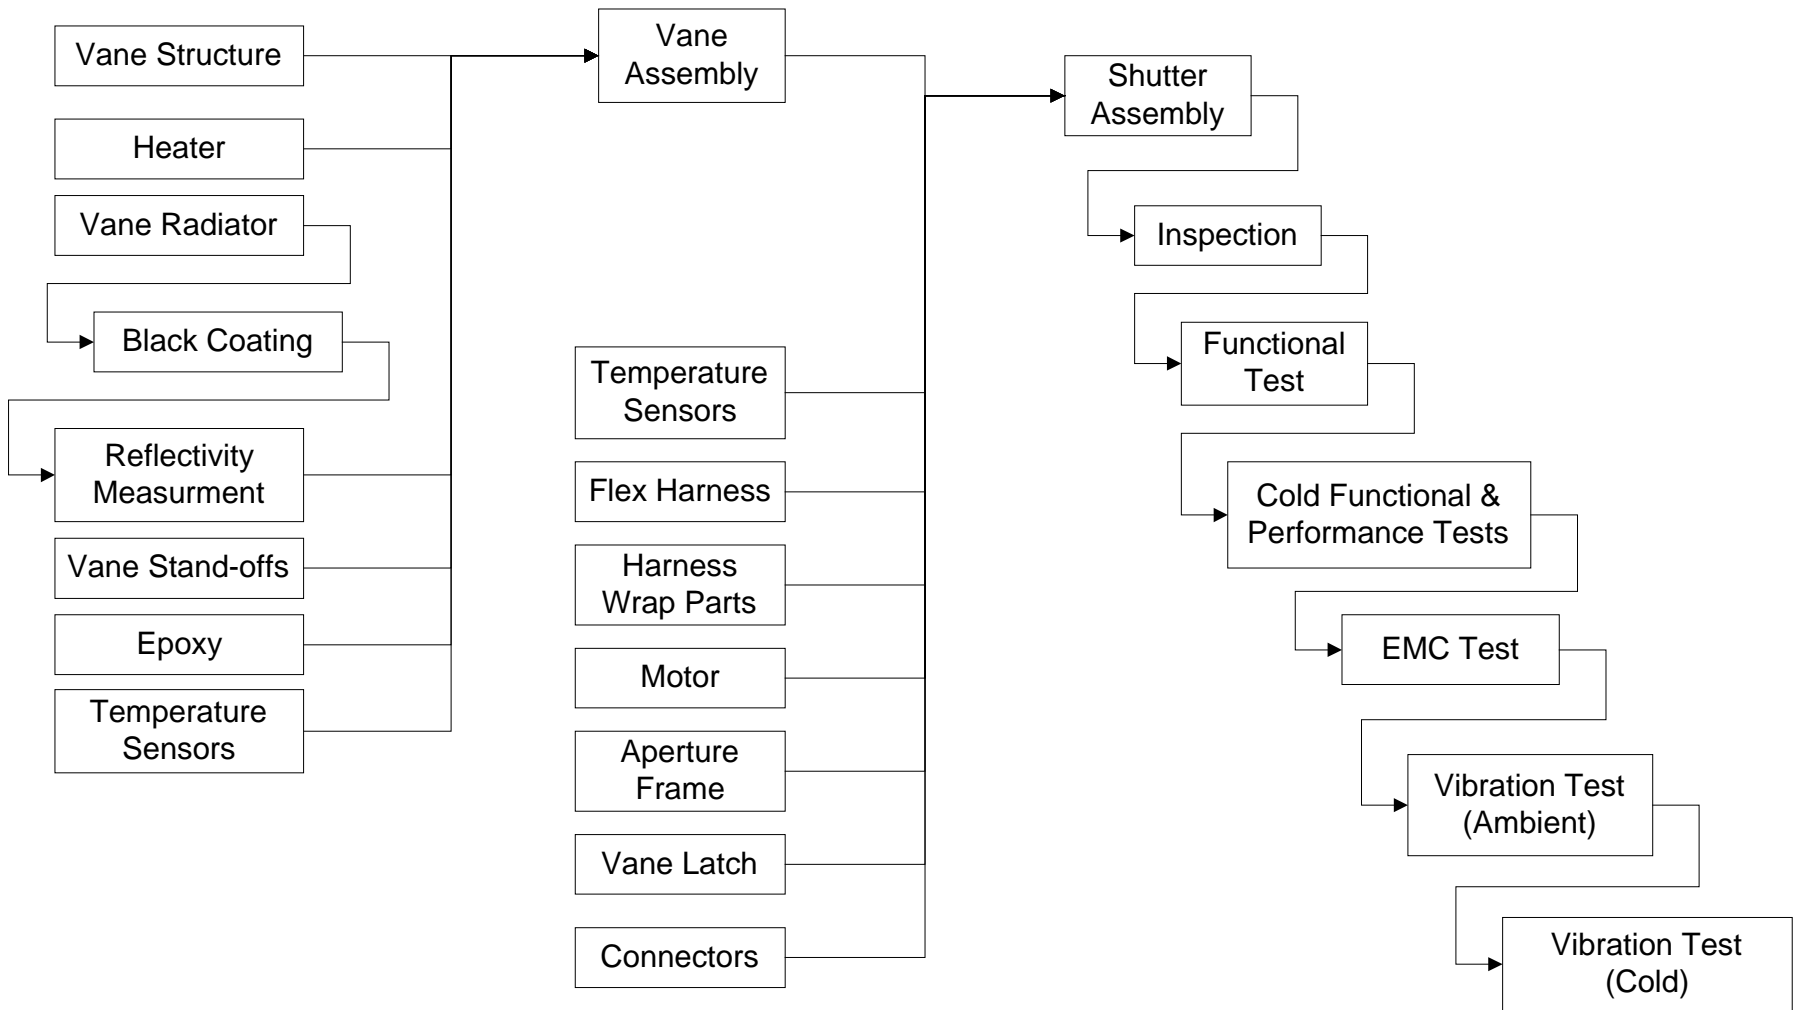 Vane Structure
Heater
Vane Radiator
Black Coating
Reflectivity
Measurment
Vane Stand-offs
Epoxy
Temperature
Sensors
Vane
Assembly
Temperature
Sensors
Flex Harness
Harness
Wrap Parts
Motor
Aperture
Frame
Vane Latch
Connectors
Shutter
Assembly
Inspection
Functional
Test
Cold Functional &
Performance Tests
EMC Test
Vibration Test
(Ambient)
Vibration Test
(Cold)